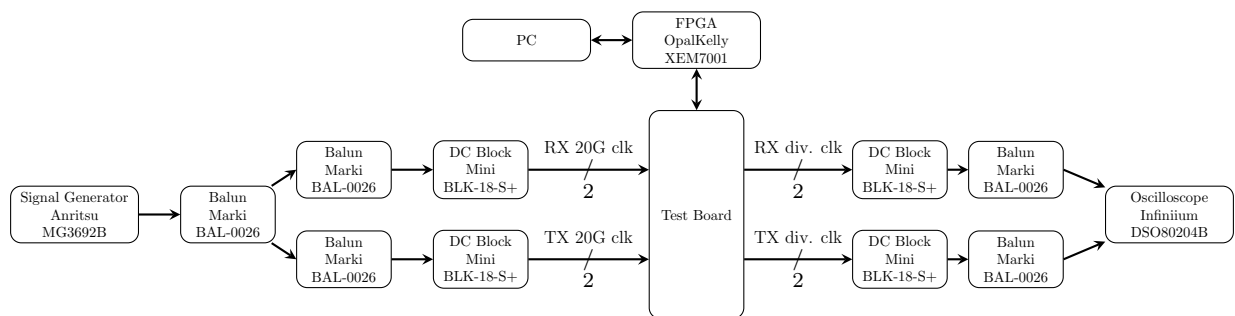 PC
FPGA
OpalKelly
XEM7001
Signal Generator
Anritsu
MG3692B
Balun
Marki
BAL-0026
Balun
Marki
BAL-0026
DC Block
Mini
BLK-18-S+
RX 20G clk
2
Balun
Marki
BAL-0026
DC Block
Mini
BLK-18-S+
TX 20G clk
2
Test Board
RX div. clk
2
DC Block
Mini
BLK-18-S+
Balun
Marki
BAL-0026
TX div. clk
2
DC Block
Mini
BLK-18-S+
Balun
Marki
BAL-0026
Oscilloscope
Infiniium
DSO80204B